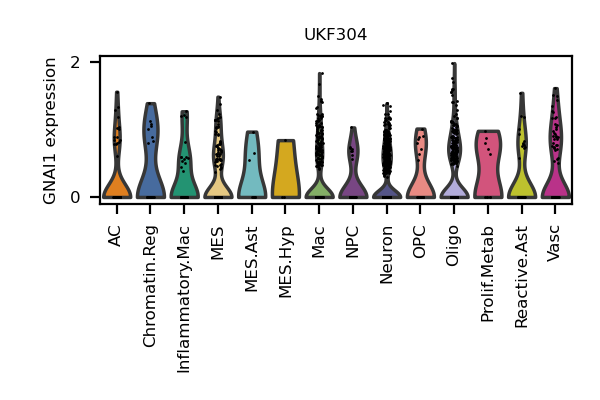 UKF304
GNAI1 expression
2
0
AC
Chromatin.Reg
Inflammatory.Mac
MES
MES.Ast
MES.Hyp
Mac
NPC
Neuron
OPC
Oligo
Prolif.Metab
Reactive.Ast
Vasc